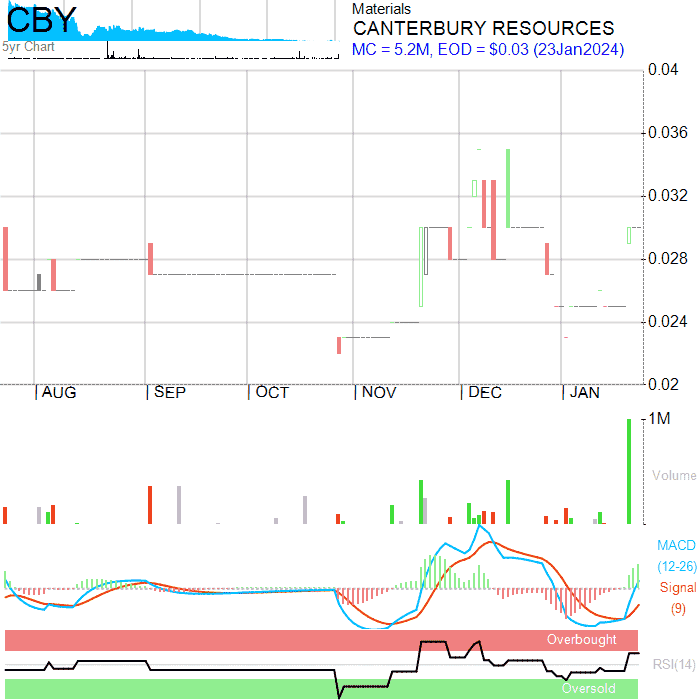 CBY
5yr Chart
Materials
CANTERBURY RESOURCES
MC = 5.2M, EOD = $0.03 (23Jan2024)
0.04
0.036
0.032
0.028
0.024
0.02
AUG SEP OCT NOV DEC JAN
1M
Volume
MACD
(12-26)
Signal
(9)
Overbought
RSI(14)
Oversold